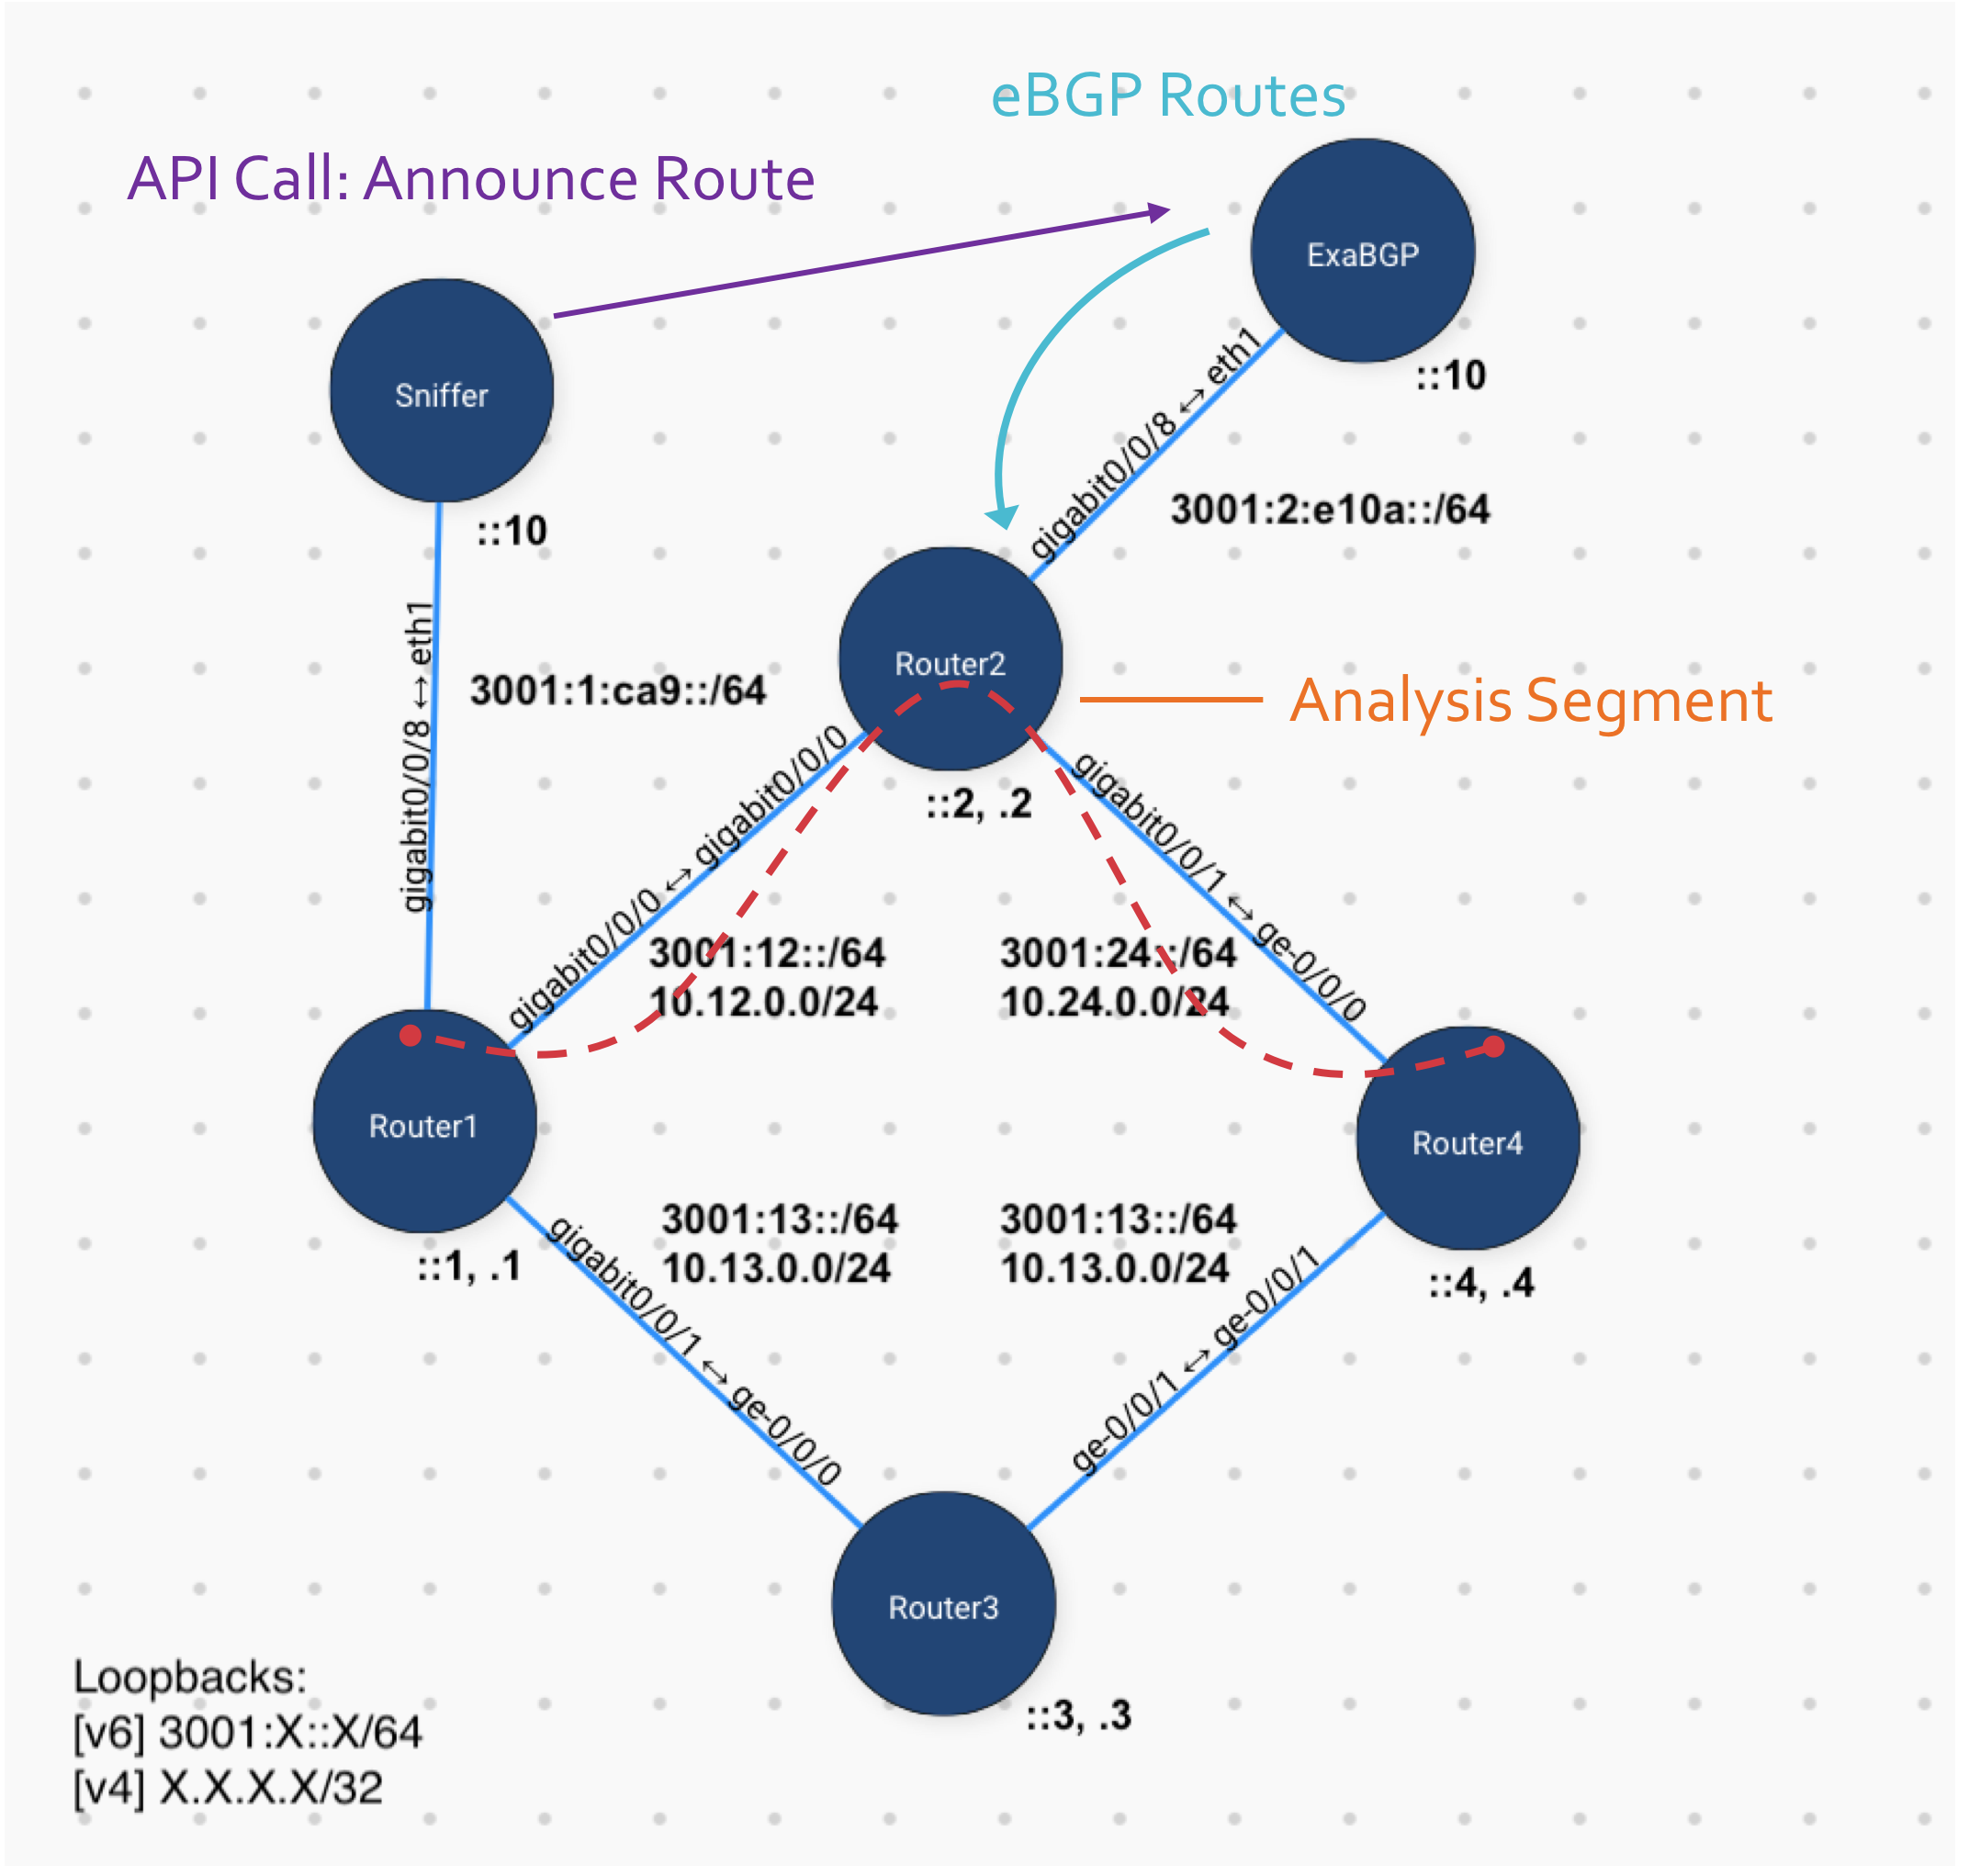 eBGP Routes
API Call: Announce Route
ExaBGP
::10
Sniffer
::10
gigabit0/0/8 ↔ eth1
3001:2:e10a::/64
gigabit0/0/8 ↔ eth1
3001:1:ca9::/64
Router2
Analysis Segment
::2, .2
gigabit0/0/0 ↔ gigabit0/0/0
gigabit0/0/1 ↔ ge-0/0/0
3001:12::/64
10.12.0.0/24
3001:24::/64
10.24.0.0/24
Router1
::1, .1
Router4
::4, .4
3001:13::/64
10.13.0.0/24
3001:13::/64
10.13.0.0/24
gigabit0/0/1 ↔ ge-0/0/0
ge-0/0/1 ↔ ge-0/0/1
Router3
::3, .3
Loopbacks:
[v6] 3001:X::X/64
[v4] X.X.X.X/32